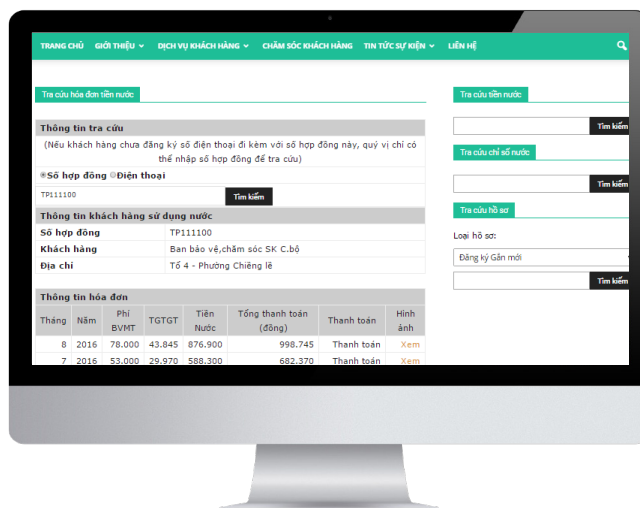 TRANG CHỦ GIỚI THIỆU DỊCH VỤ KHÁCH HÀNG CHĂM SÓC KHÁCH HÀNG TIN TỨC SỰ KIỆN LIÊN HỆ
Tra cứu hóa đơn tiền nước
Thông tin tra cứu
(Nếu khách hàng chưa đăng ký số điện thoại đi kèm với số hợp đồng này, quý vị chỉ có
thể nhập số hợp đồng để tra cứu)
Số hợp đồng Điện thoại
TP111100 Tìm kiếm
Thông tin khách hàng sử dụng nước
Số hợp đồng TP111100
Khách hàng Ban bảo vệ,chăm sóc SK C.bộ
Địa chỉ Tổ 4 - Phường Chiềng lề
Thông tin hóa đơn
Tháng Năm Phí BVMT TGTGT Tiền Nước Tổng thanh toán (đồng) Thanh toán Hình ảnh
8 2016 78.000 43.845 876.900 998.745 Thanh toán Xem
7 2016 53.000 29.970 588.300 682.370 Thanh toán Xem
Tra cứu tiền nước
Tìm kiếm
Tra cứu chỉ số nước
Tìm kiếm
Tra cứu hồ sơ
Loại hồ sơ:
Đăng ký Gắn mới
Tìm kiếm